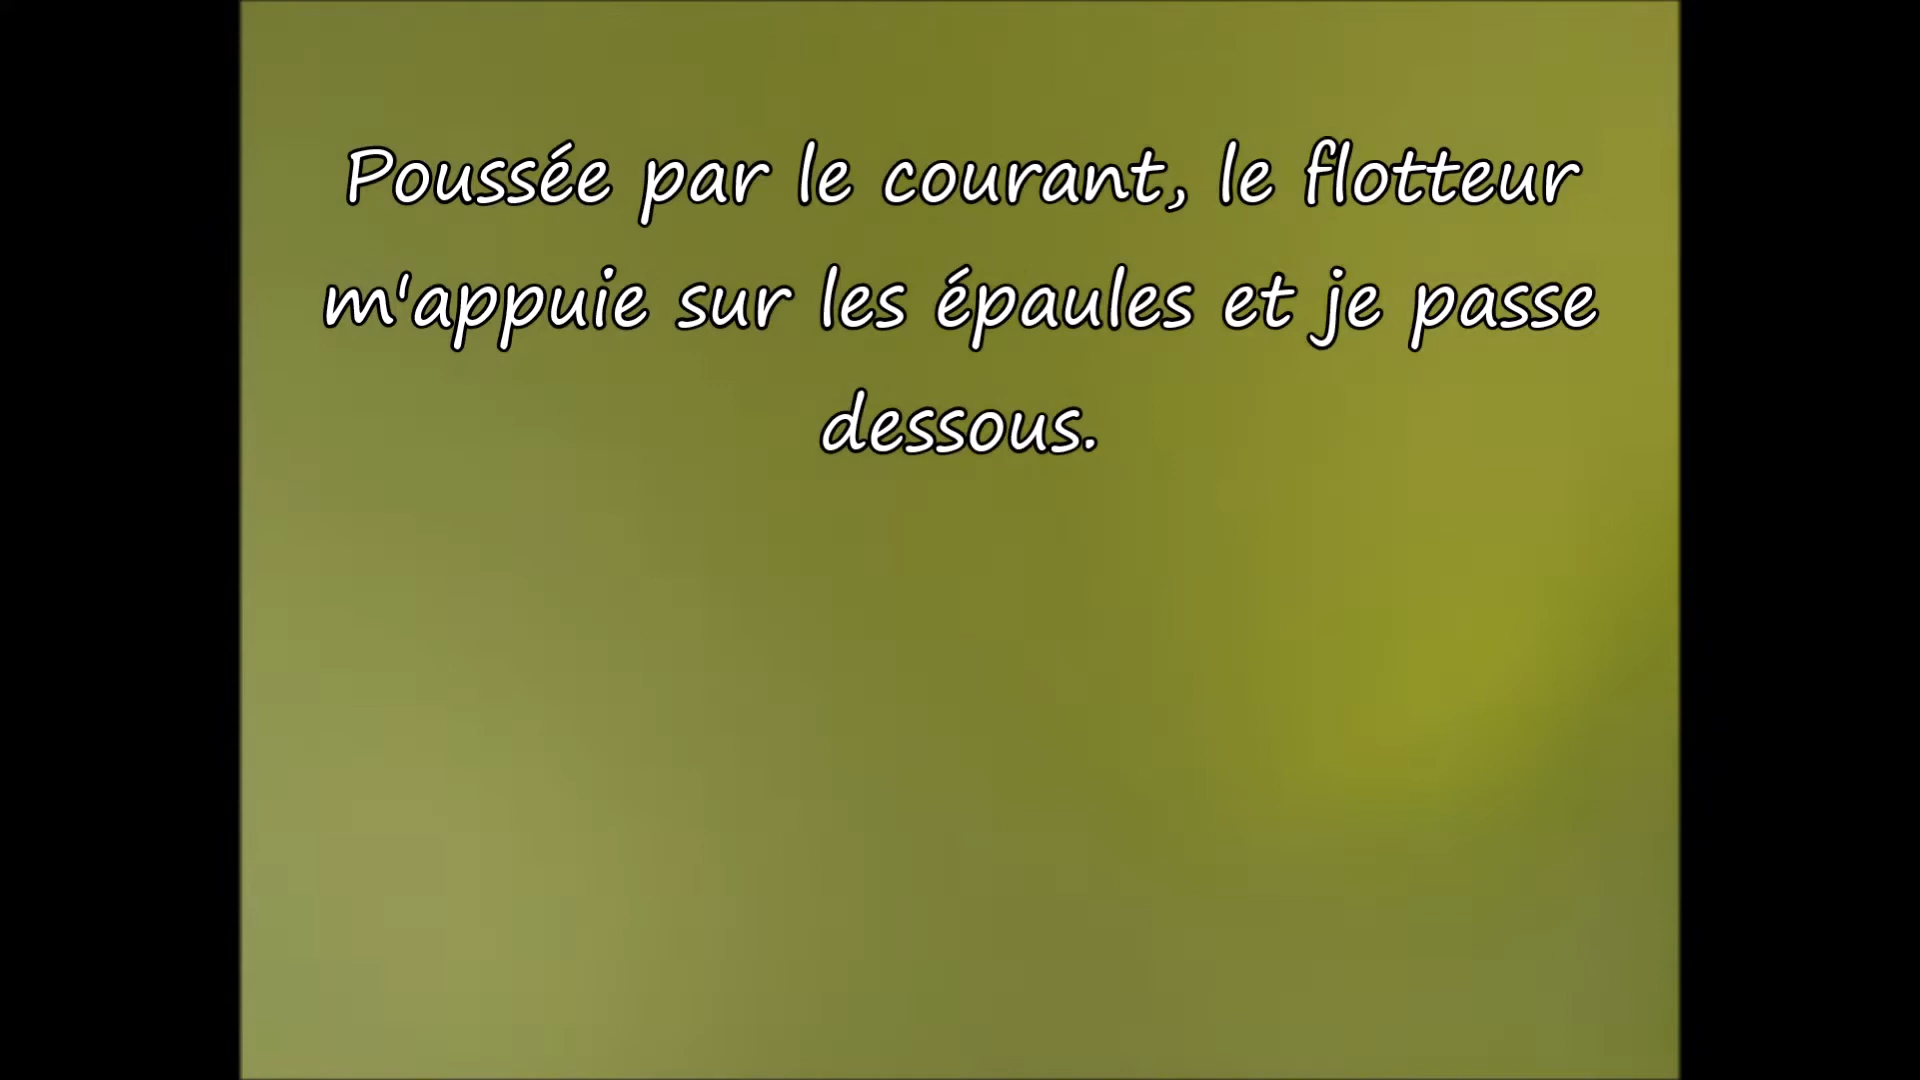 Poussée par le courant, le flotteur
m'appuie sur les épaules et je passe
dessous.